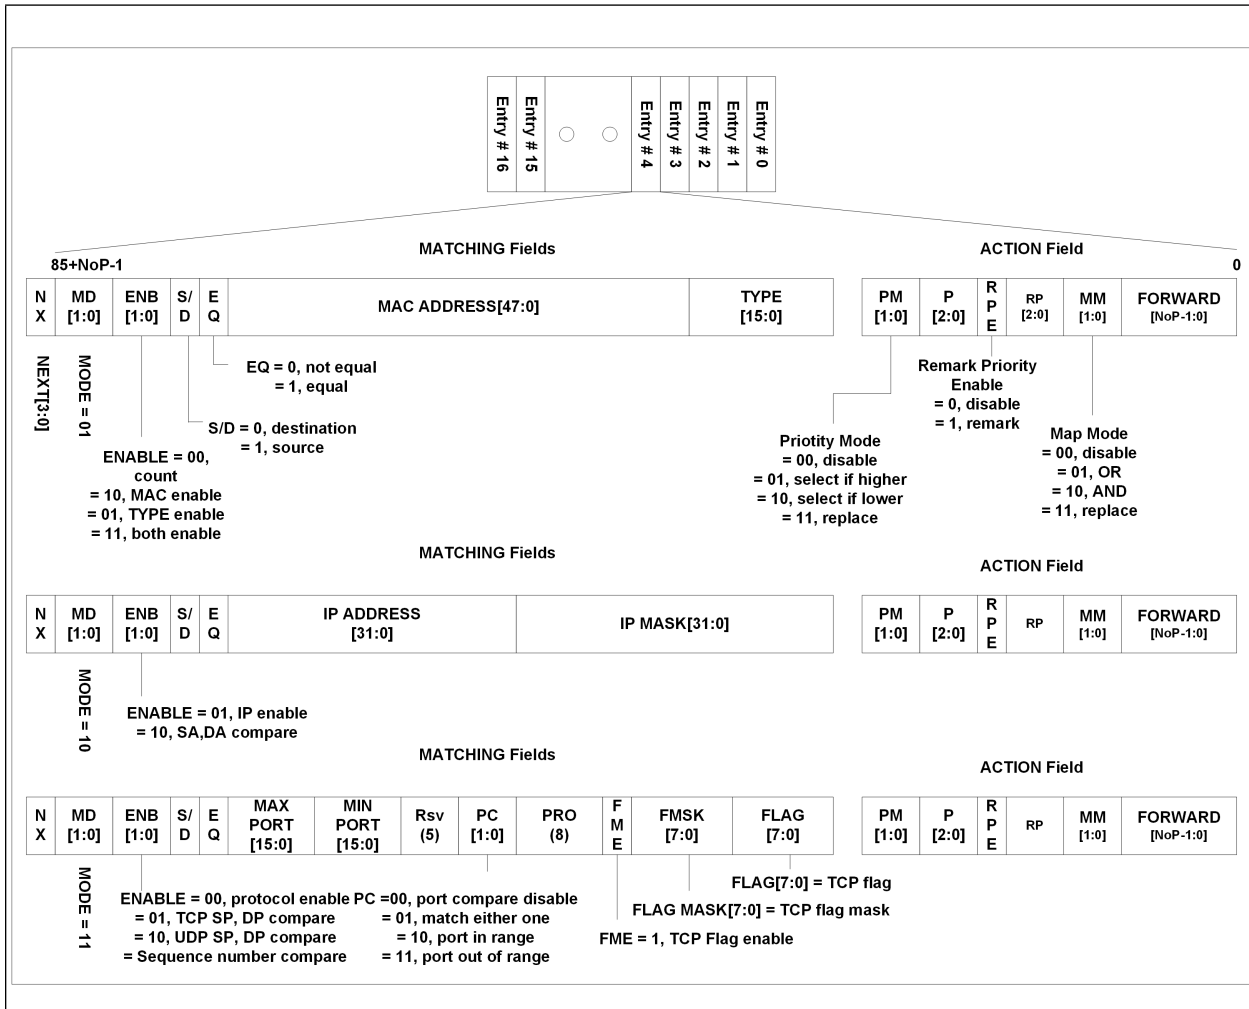 Entry # 16
Entry # 15
Entry # 4
Entry # 3
Entry # 2
Entry # 1
Entry # 0
MATCHING Fields
ACTION Field
85+NoP-1
0
N
X
MD
[1:0]
ENB
[1:0]
S/
D
E
Q
MAC ADDRESS[47:0]
TYPE
[15:0]
PM
[1:0]
P
[2:0]
R
P
E
RP
[2:0]
MM
[1:0]
FORWARD
[NoP-1:0]
NEXT[3:0]
MODE = 01
EQ = 0, not equal
= 1, equal
S/D = 0, destination
= 1, source
ENABLE = 00,
count
= 10, MAC enable
= 01, TYPE enable
= 11, both enable
Priotity Mode
= 00, disable
= 01, select if higher
= 10, select if lower
= 11, replace
Remark Priority
Enable
= 0, disable
= 1, remark
Map Mode
= 00, disable
= 01, OR
= 10, AND
= 11, replace
MATCHING Fields
ACTION Field
N
X
MD
[1:0]
ENB
[1:0]
S/
D
E
Q
IP ADDRESS
[31:0]
IP MASK[31:0]
PM
[1:0]
P
[2:0]
R
P
E
RP
MM
[1:0]
FORWARD
[NoP-1:0]
MODE = 10
ENABLE = 01, IP enable
= 10, SA,DA compare
MATCHING Fields
ACTION Field
N
X
MD
[1:0]
ENB
[1:0]
S/
D
E
Q
MAX
PORT
[15:0]
MIN
PORT
[15:0]
Rsv
(5)
PC
[1:0]
PRO
(8)
F
M
E
FMSK
[7:0]
FLAG
[7:0]
PM
[1:0]
P
[2:0]
R
P
E
RP
MM
[1:0]
FORWARD
[NoP-1:0]
MODE = 11
ENABLE = 00, protocol enable
= 01, TCP SP, DP compare
= 10, UDP SP, DP compare
= Sequence number compare
PC =00, port compare disable
= 01, match either one
= 10, port in range
= 11, port out of range
FLAG[7:0] = TCP flag
FLAG MASK[7:0] = TCP flag mask
FME = 1, TCP Flag enable